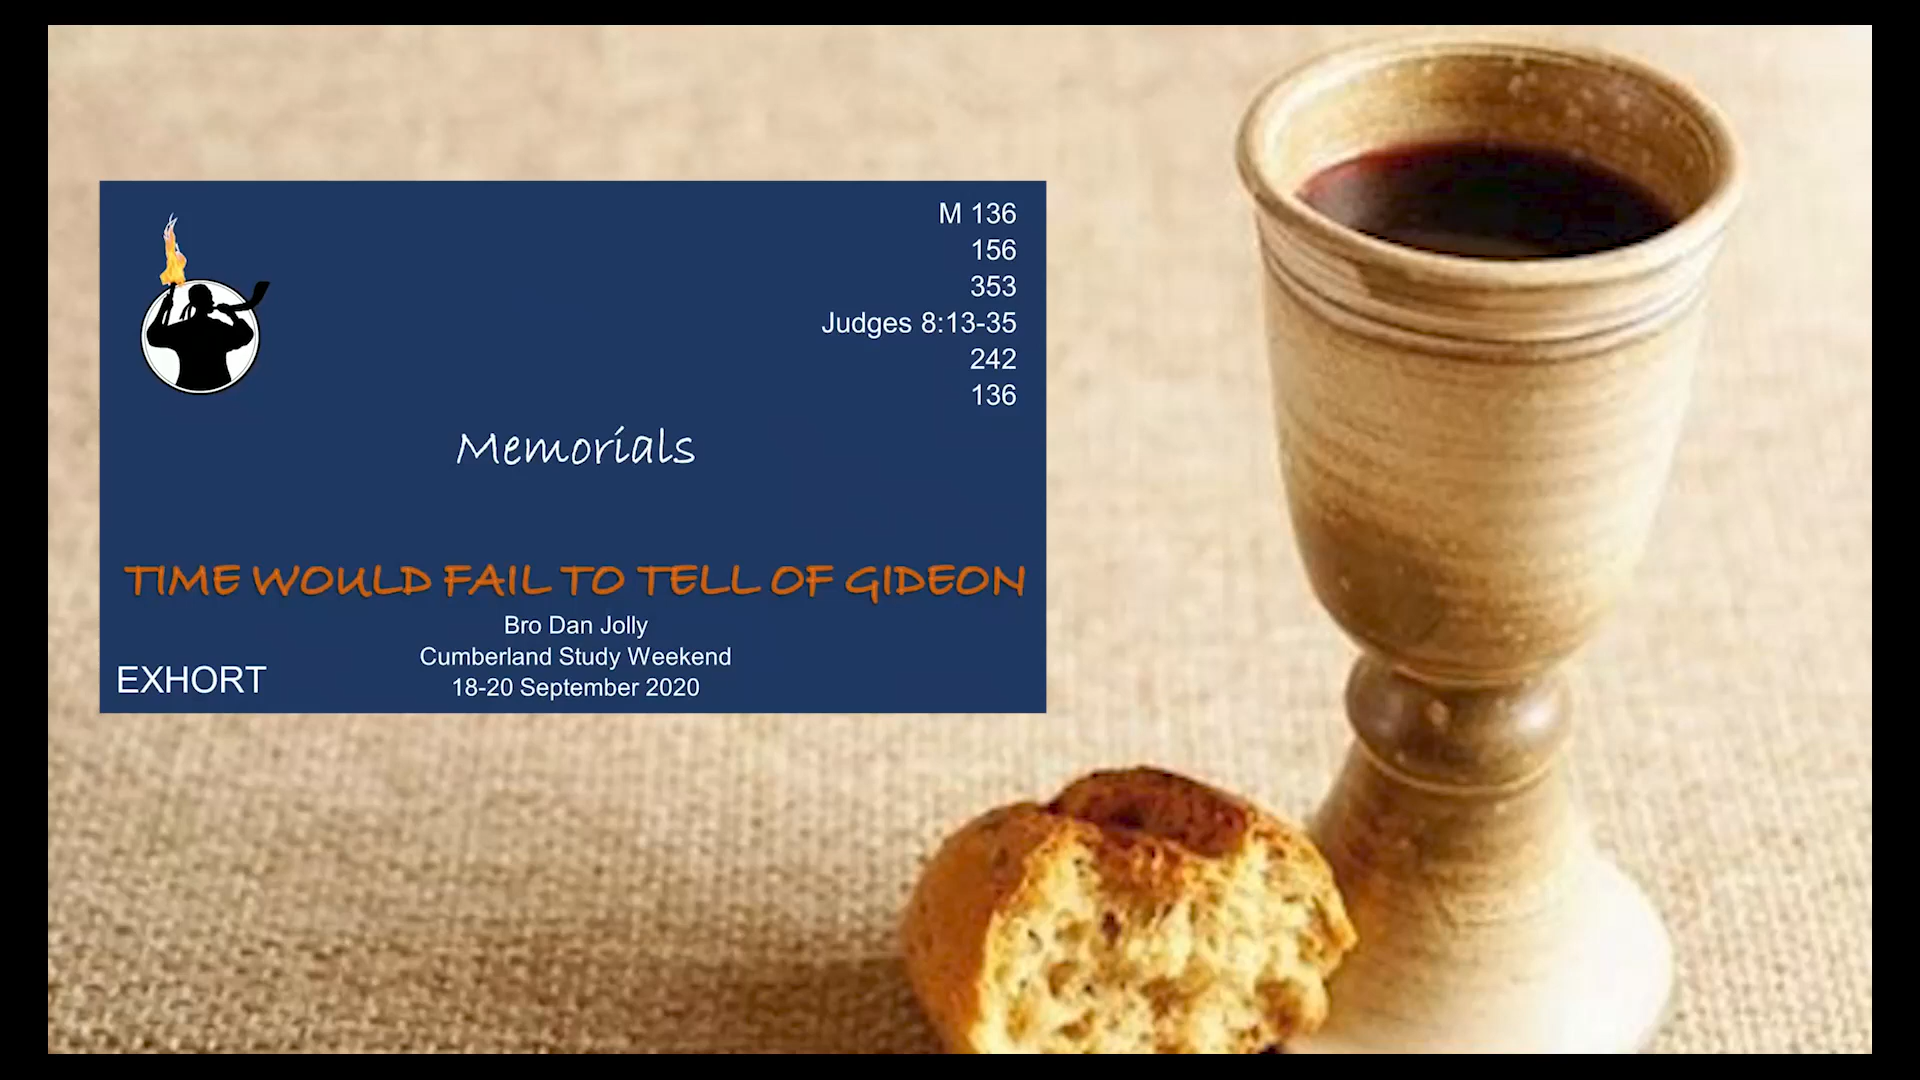 M 136
156
353
Judges 8:13-35
242
136
Memorials
TIME WOULD FAIL TO TELL OF GIDEON
Bro Dan Jolly
Cumberland Study Weekend
18-20 September 2020
EXHORT